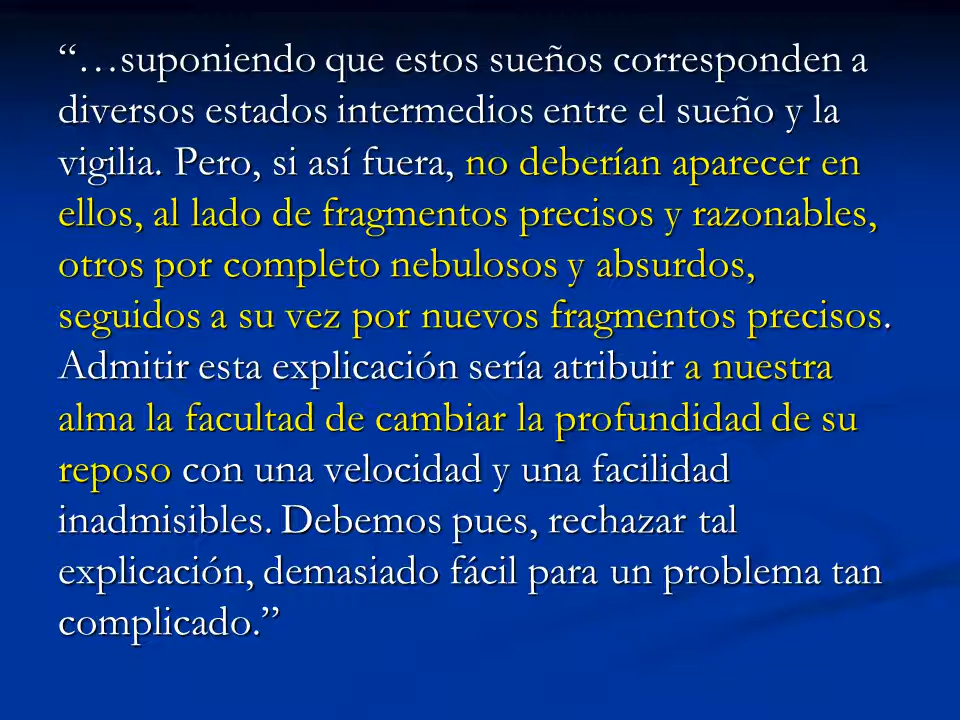 “…suponiendo que estos sueños corresponden a
diversos estados intermedios entre el sueño y la
vigilia. Pero, si así fuera, no deberían aparecer en
ellos, al lado de fragmentos precisos y razonables,
otros por completo nebulosos y absurdos,
seguidos a su vez por nuevos fragmentos precisos.
Admitir esta explicación sería atribuir a nuestra
alma la facultad de cambiar la profundidad de su
reposo con una velocidad y una facilidad
inadmisibles. Debemos pues, rechazar tal
explicación, demasiado fácil para un problema tan
complicado.”